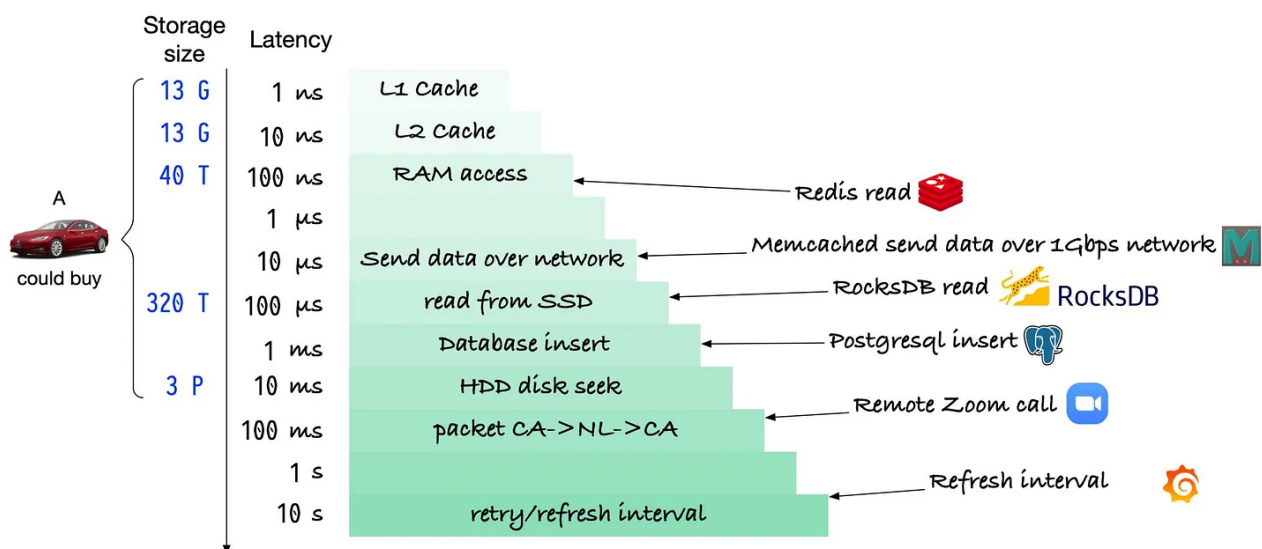 Storage
size
Latency
13 G
1 ns
L1 Cache
13 G
10 ns
L2 Cache
40 T
100 ns
RAM access
Redis read
A
could buy
1 µs
10 µs
Send data over network
Memcached send data over 1Gbps network
M
320 T
100 µs
read from SSD
RocksDB read
RocksDB
1 ms
Database insert
Postgresql insert
3 P
10 ms
HDD disk seek
Remote Zoom call
100 ms
packet CA->NL->CA
1 s
Refresh interval
10 s
retry/refresh interval